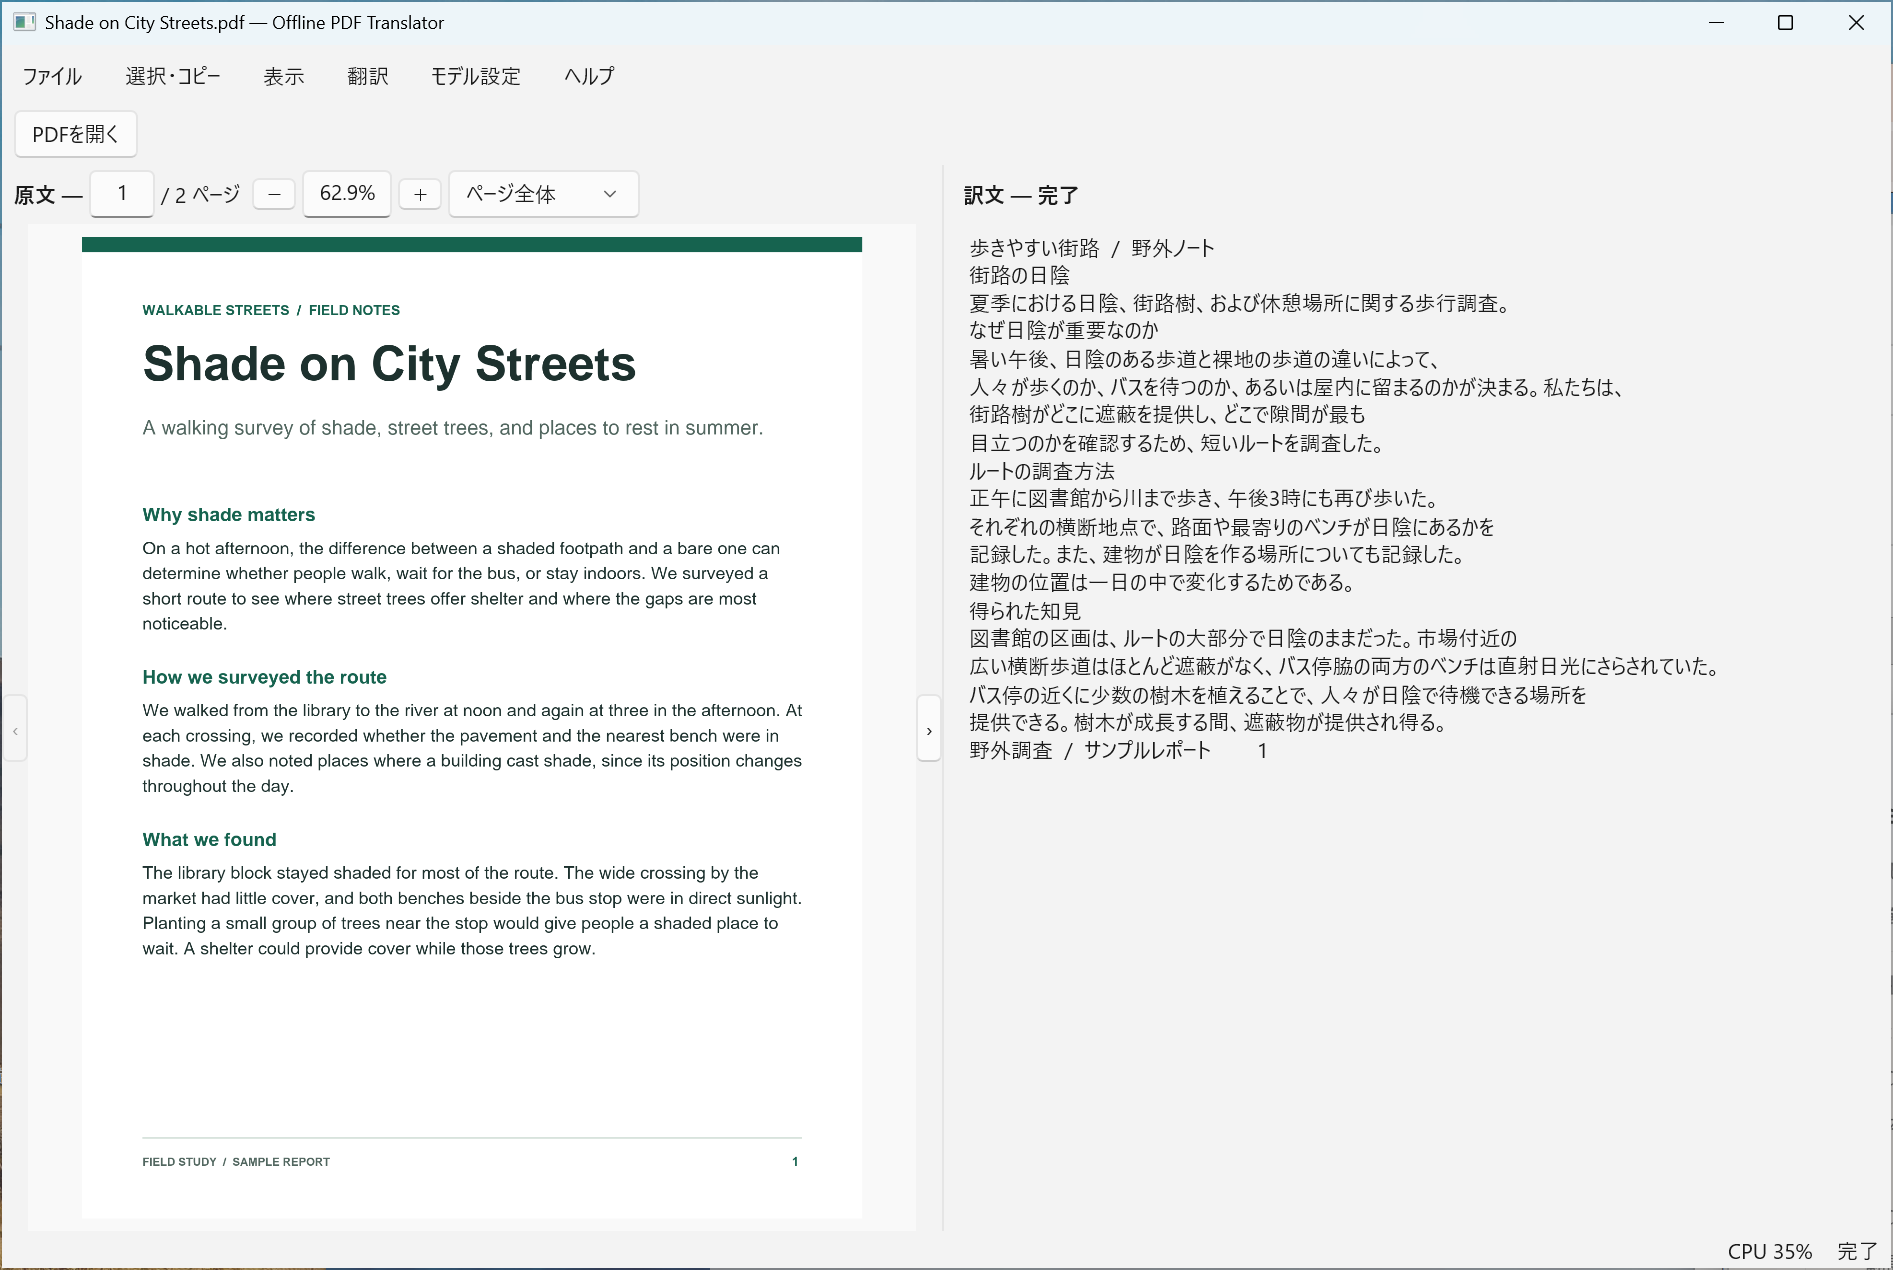 Shade on City Streets.pdf — Offline PDF Translator
ファイル 選択・コピー 表示 翻訳 モデル設定 ヘルプ
PDFを開く
原文 — 1 / 2 ページ − 62.9% + ページ全体
WALKABLE STREETS / FIELD NOTES
Shade on City Streets
A walking survey of shade, street trees, and places to rest in summer.
Why shade matters
On a hot afternoon, the difference between a shaded footpath and a bare one can
determine whether people walk, wait for the bus, or stay indoors. We surveyed a
short route to see where street trees offer shelter and where the gaps are most
noticeable.
How we surveyed the route
We walked from the library to the river at noon and again at three in the afternoon. At
each crossing, we recorded whether the pavement and the nearest bench were in
shade. We also noted places where a building cast shade, since its position changes
throughout the day.
What we found
The library block stayed shaded for most of the route. The wide crossing by the
market had little cover, and both benches beside the bus stop were in direct sunlight.
Planting a small group of trees near the stop would give people a shaded place to
wait. A shelter could provide cover while those trees grow.
FIELD STUDY / SAMPLE REPORT 1
訳文 — 完了
歩きやすい街路 / 野外ノート
街路の日陰
夏季における日陰、街路樹、および休憩場所に関する歩行調査。
なぜ日陰が重要なのか
暑い午後、日陰のある歩道と裸地の歩道の違いによって、
人々が歩くのか、バスを待つのか、あるいは屋内に留まるのかが決まる。私たちは、
街路樹がどこに遮蔽を提供し、どこで隙間が最も
目立つのかを確認するため、短いルートを調査した。
ルートの調査方法
正午に図書館から川まで歩き、午後3時にも再び歩いた。
それぞれの横断地点で、路面や最寄りのベンチが日陰にあるかを
記録した。また、建物が日陰を作る場所についても記録した。
建物の位置は一日の中で変化するためである。
得られた知見
図書館の区画は、ルートの大部分で日陰のままだった。市場付近の
広い横断歩道はほとんど遮蔽がなく、バス停脇の両方のベンチは直射日光にさらされていた。
バス停の近くに少数の樹木を植えることで、人々が日陰で待機できる場所を
提供できる。樹木が成長する間、遮蔽物が提供され得る。
野外調査 / サンプルレポート 1
CPU 35% 完了